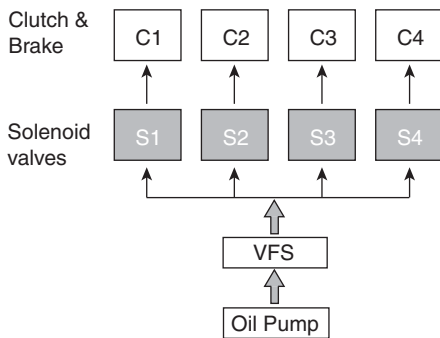 Clutch &
Brake
C1 C2 C3 C4
Solenoid
valves
S1 S2 S3 S4
VFS
Oil Pump